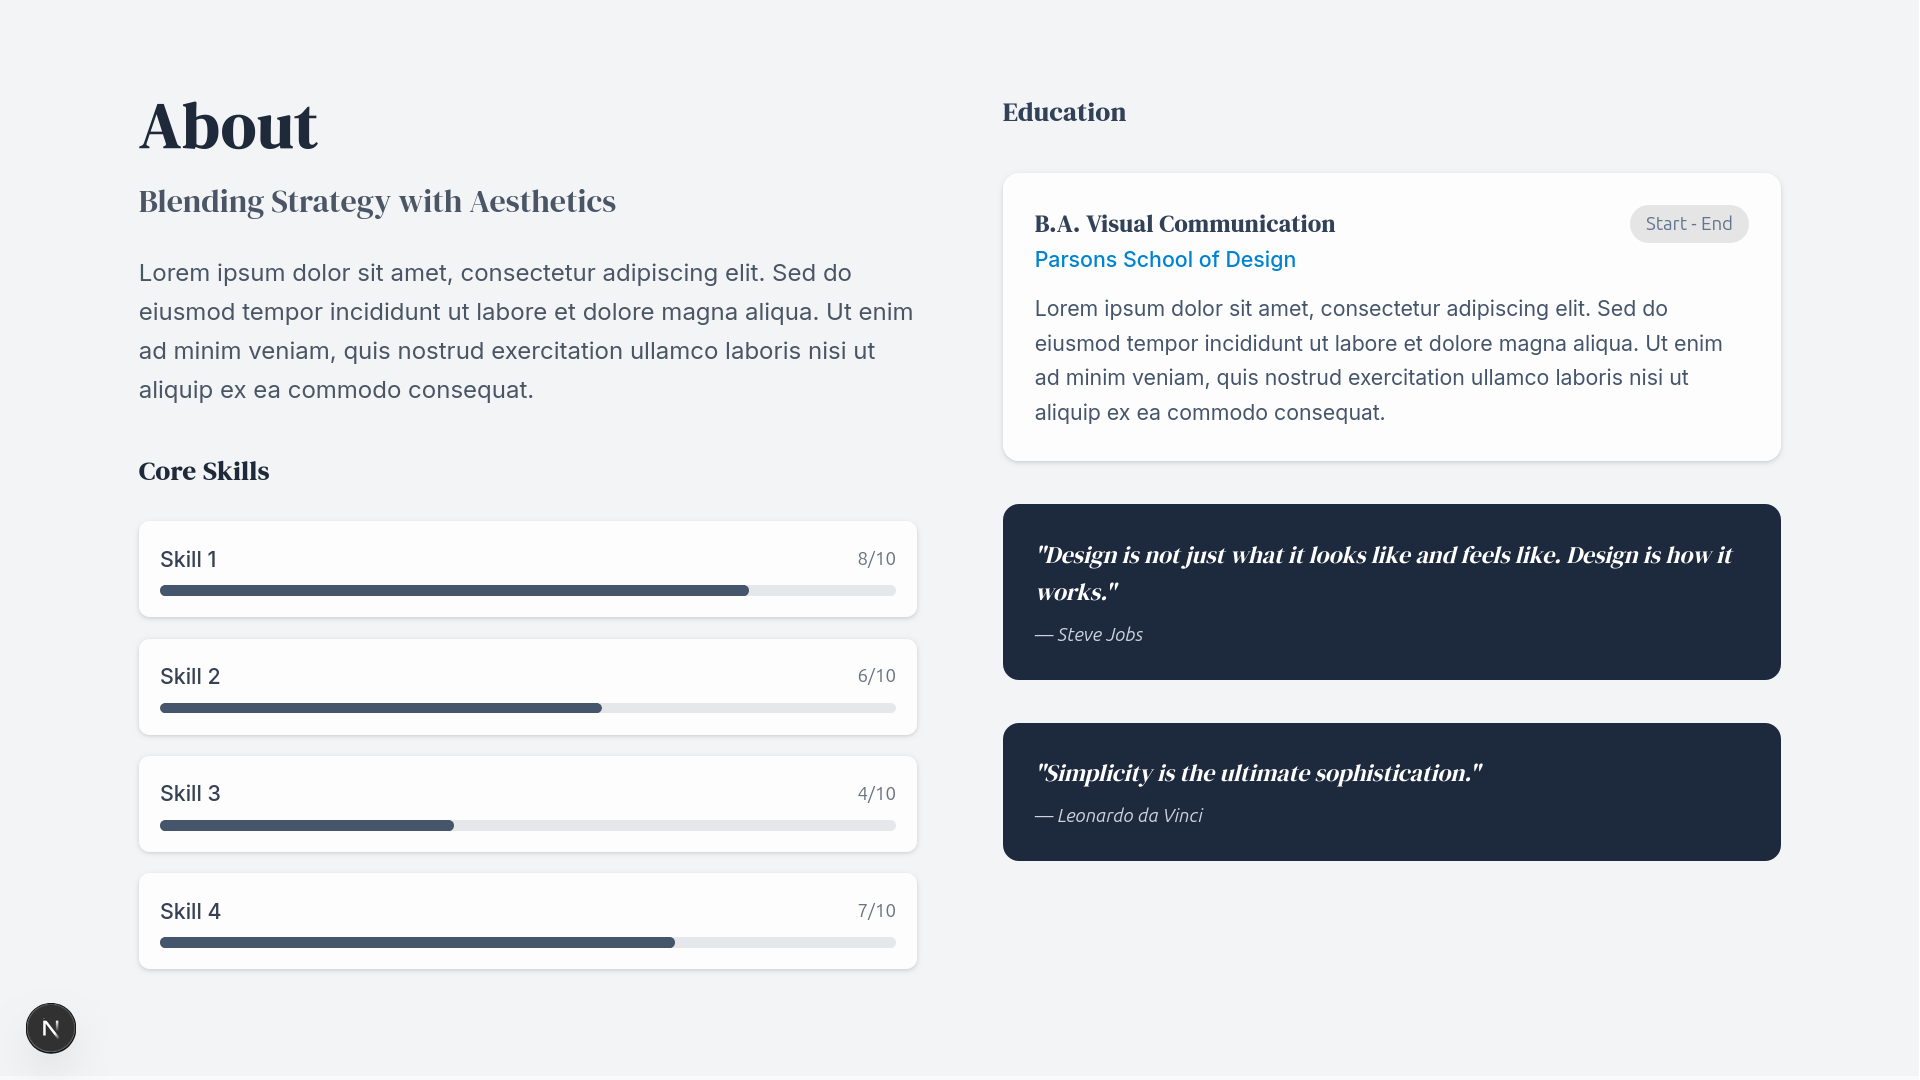 About
Blending Strategy with Aesthetics
Lorem ipsum dolor sit amet, consectetur adipiscing elit. Sed do
eiusmod tempor incididunt ut labore et dolore magna aliqua. Ut enim
ad minim veniam, quis nostrud exercitation ullamco laboris nisi ut
aliquip ex ea commodo consequat.
Core Skills
Skill 1 8/10
Skill 2 6/10
Skill 3 4/10
Skill 4 7/10
Education
B.A. Visual Communication Start - End
Parsons School of Design
Lorem ipsum dolor sit amet, consectetur adipiscing elit. Sed do
eiusmod tempor incididunt ut labore et dolore magna aliqua. Ut enim
ad minim veniam, quis nostrud exercitation ullamco laboris nisi ut
aliquip ex ea commodo consequat.
"Design is not just what it looks like and feels like. Design is how it
works."
— Steve Jobs
"Simplicity is the ultimate sophistication."
— Leonardo da Vinci
N